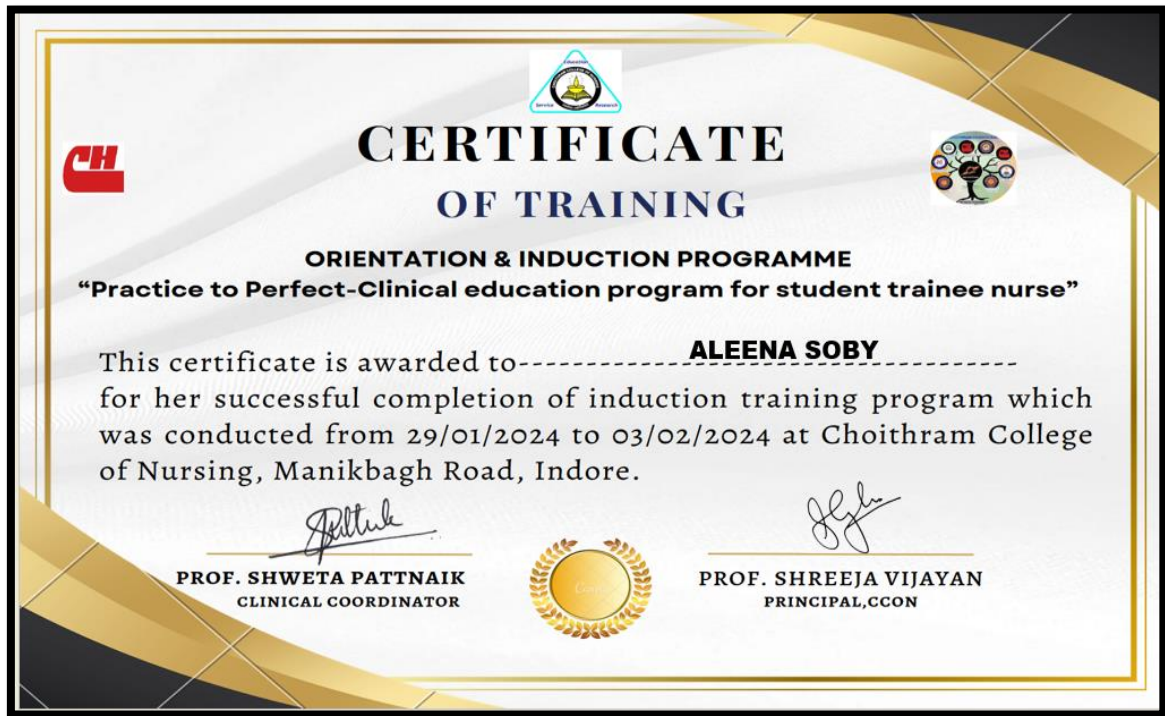 Education
Service
Research
CH
CERTIFICATE
OF TRAINING
ORIENTATION & INDUCTION PROGRAMME
“Practice to Perfect-Clinical education program for student trainee nurse”
This certificate is awarded to-----ALEENA SOBY-----
for her successful completion of induction training program which
was conducted from 29/01/2024 to 03/02/2024 at Choithram College
of Nursing, Manikbagh Road, Indore.
PROF. SHWETA PATTNAIK
CLINICAL COORDINATOR
PROF. SHREEJA VIJAYAN
PRINCIPAL,CCON